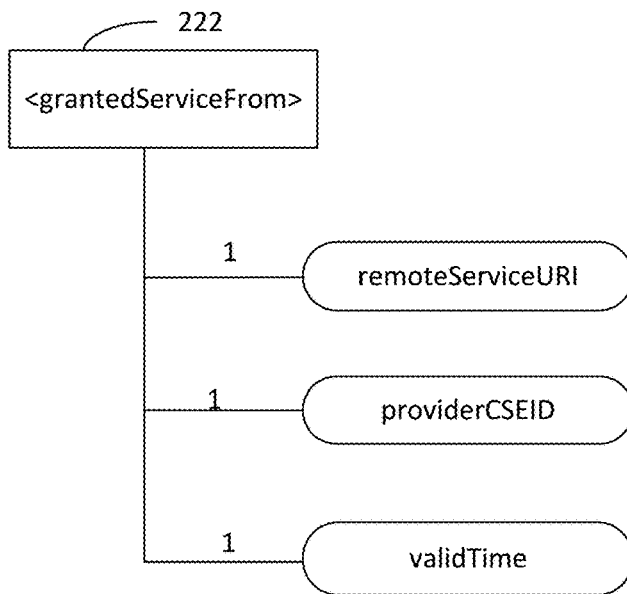 222
<grantedServiceFrom>
1
remoteServiceURI
1
providerCSEID
1
validTime